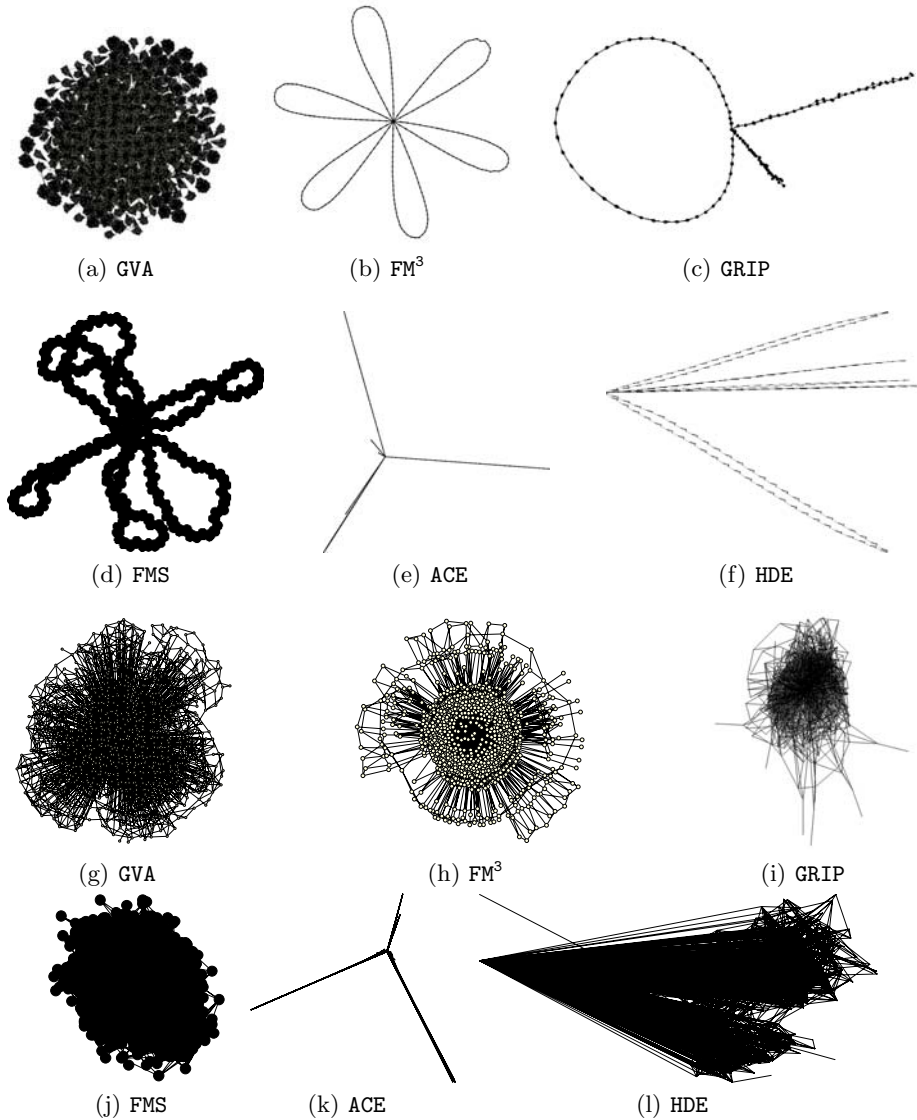 (a) GVA
(b) FM³
(c) GRIP
(d) FMS
(e) ACE
(f) HDE
(g) GVA
(h) FM³
(i) GRIP
(j) FMS
(k) ACE
(l) HDE